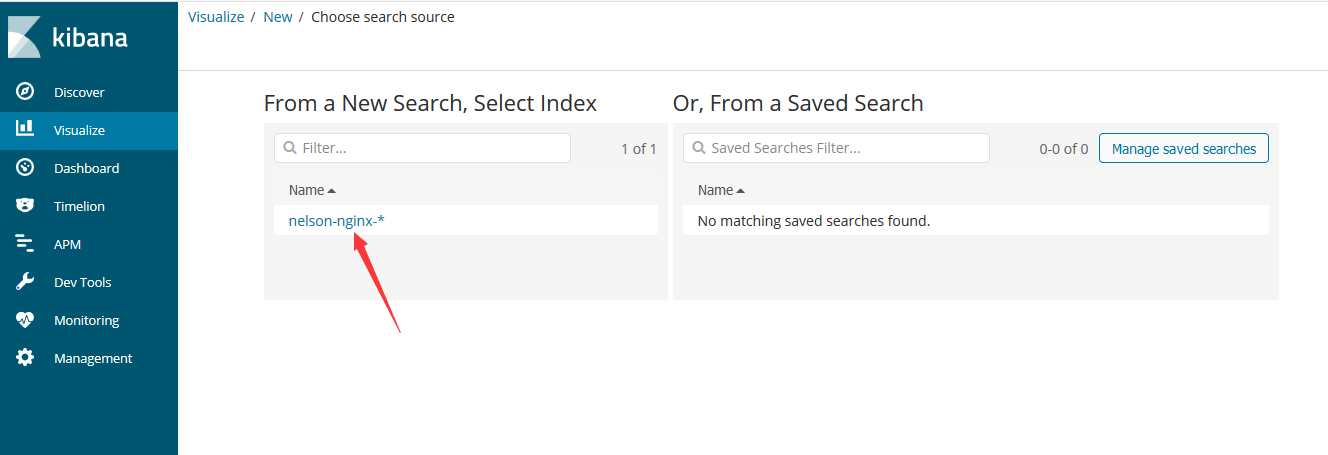 kibana
Discover
Visualize
Dashboard
Timelion
APM
Dev Tools
Monitoring
Management
Visualize / New / Choose search source
From a New Search, Select Index
Filter...
1 of 1
Name
nelson-nginx-*
Or, From a Saved Search
Saved Searches Filter...
0-0 of 0
Manage saved searches
Name
No matching saved searches found.